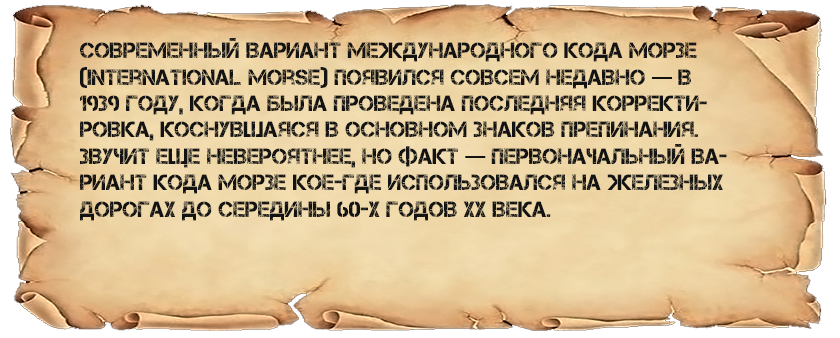 СОВРЕМЕННЫЙ ВАРИАНТ МЕЖДУНАРОДНОГО КОДА МОРЗЕ
(INTERNATIONAL MORSE) ПОЯВИЛСЯ СОВСЕМ НЕДАВНО — В
1939 ГОДУ, КОГДА БЫЛА ПРОВЕДЕНА ПОСЛЕДНЯЯ КОРРЕКТИ-
РОВКА, КОСНУВШАЯСЯ В ОСНОВНОМ ЗНАКОВ ПРЕПИНАНИЯ.
ЗВУЧИТ ЕЩЕ НЕВЕРОЯТНЕЕ, НО ФАКТ — ПЕРВОНАЧАЛЬНЫЙ ВА-
РИАНТ КОДА МОРЗЕ КОЕ-ГДЕ ИСПОЛЬЗОВАЛСЯ НА ЖЕЛЕЗНЫХ
ДОРОГАХ ДО СЕРЕДИНЫ 60-Х ГОДОВ XX ВЕКА.